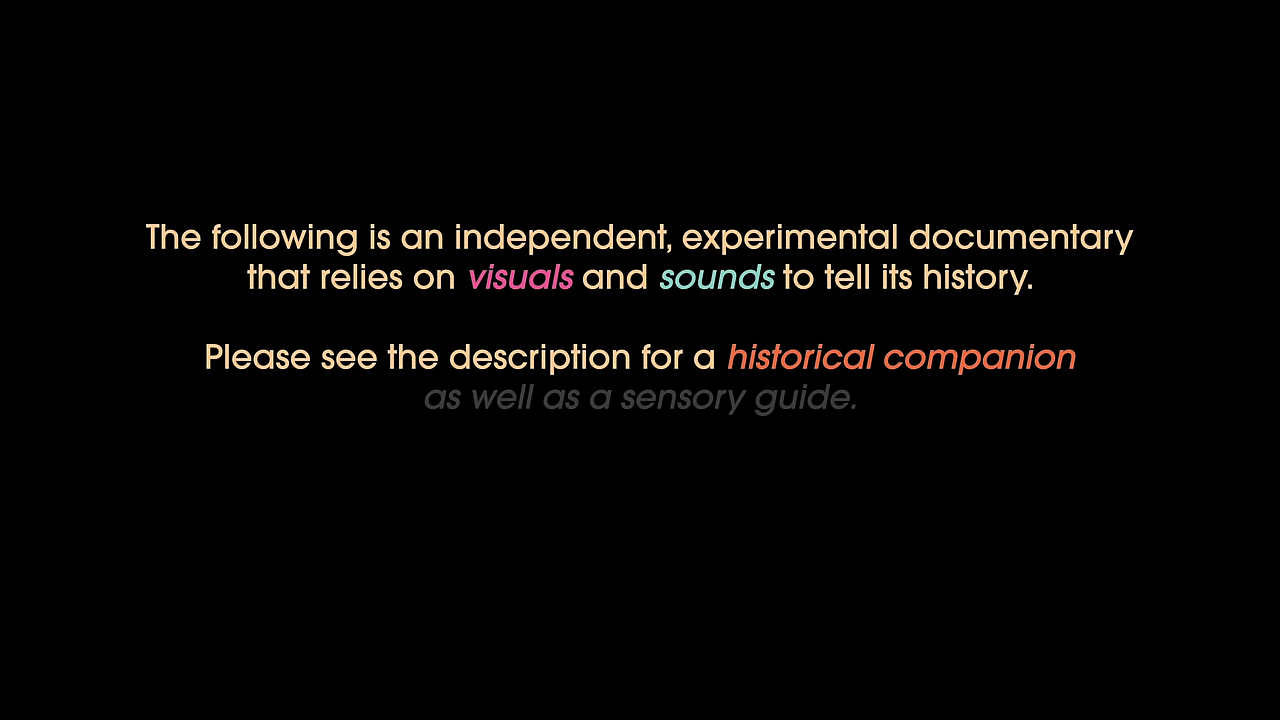 The following is an independent, experimental documentary
that relies on visuals and sounds to tell its history.
Please see the description for a historical companion
as well as a sensory guide.